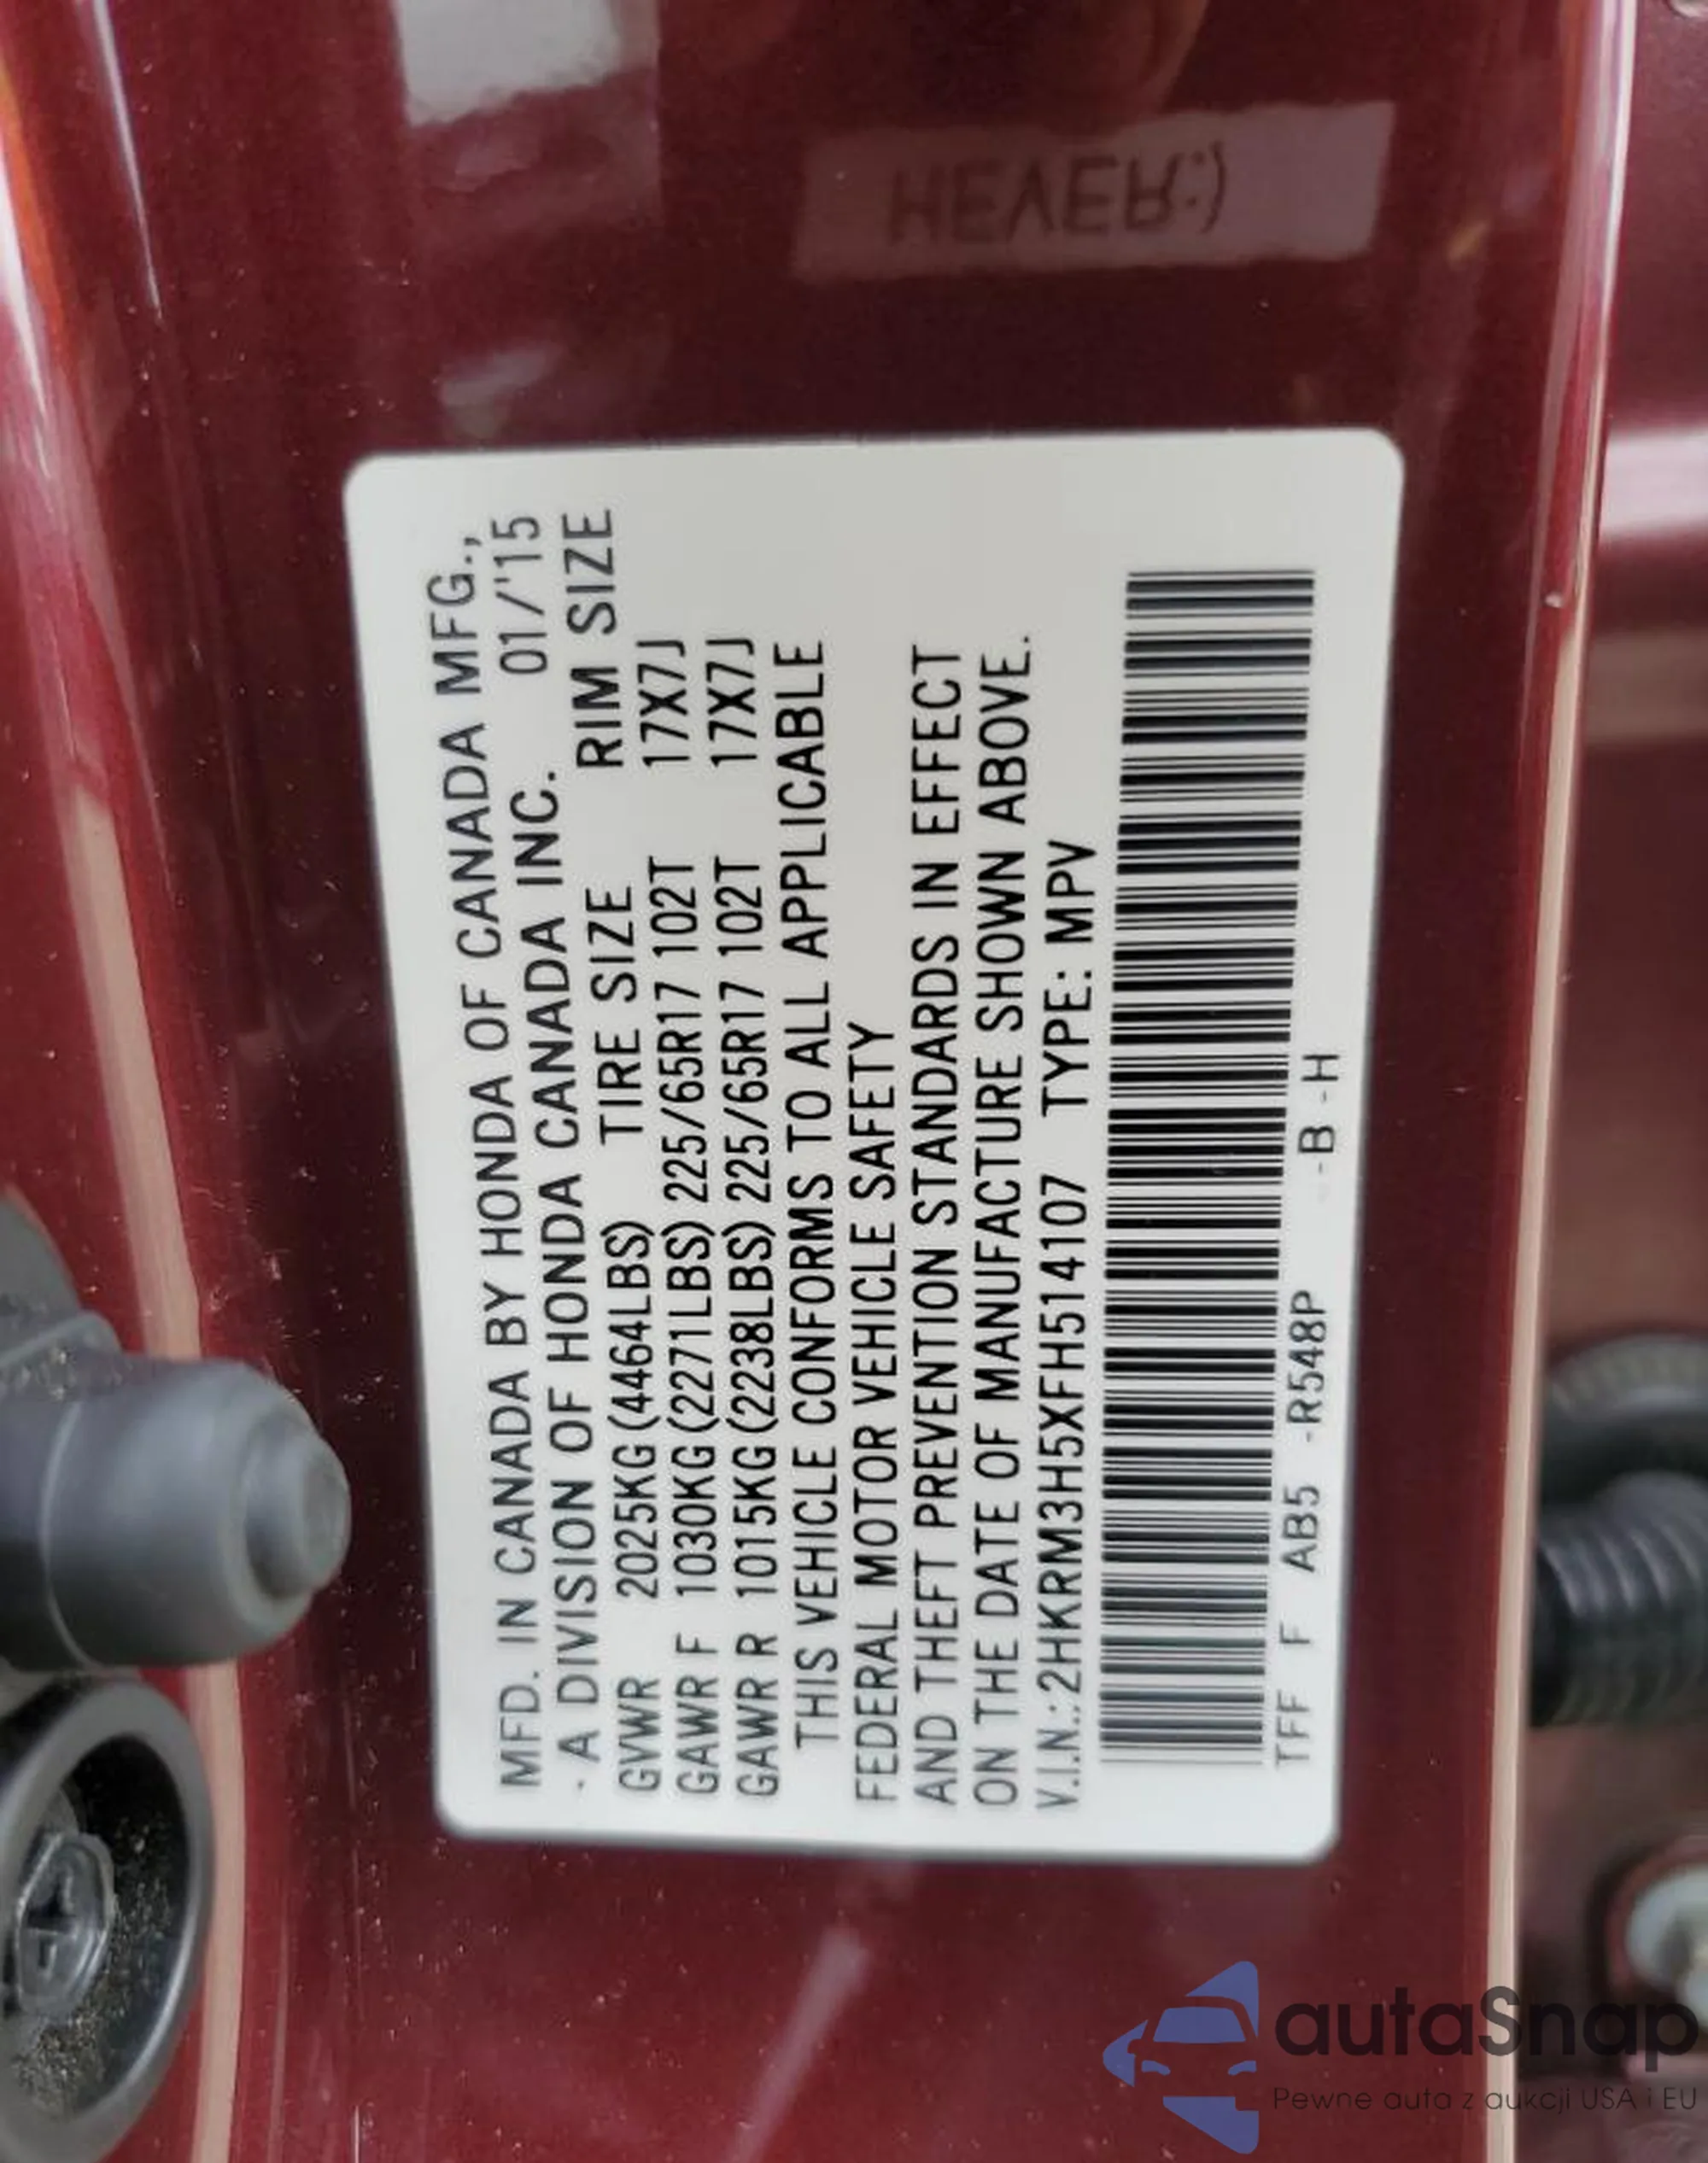 MFD. IN CANADA BY HONDA OF CANADA MFG.,
A DIVISION OF HONDA CANADA INC. 01/'15
GVWR 2025KG (4464LBS) TIRE SIZE RIM SIZE
GAWR F 1030KG (2271LBS) 225/65R17 102T 17X7J
GAWR R 1015KG (2238LBS) 225/65R17 102T 17X7J
THIS VEHICLE CONFORMS TO ALL APPLICABLE
FEDERAL MOTOR VEHICLE SAFETY
AND THEFT PREVENTION STANDARDS IN EFFECT
ON THE DATE OF MANUFACTURE SHOWN ABOVE.
V.I.N.: 2HKRM3H5XFH514107 TYPE: MPV
TFF F AB5 -R548P -B -H
autaSnap
Pewne auta z aukcji USA i EU